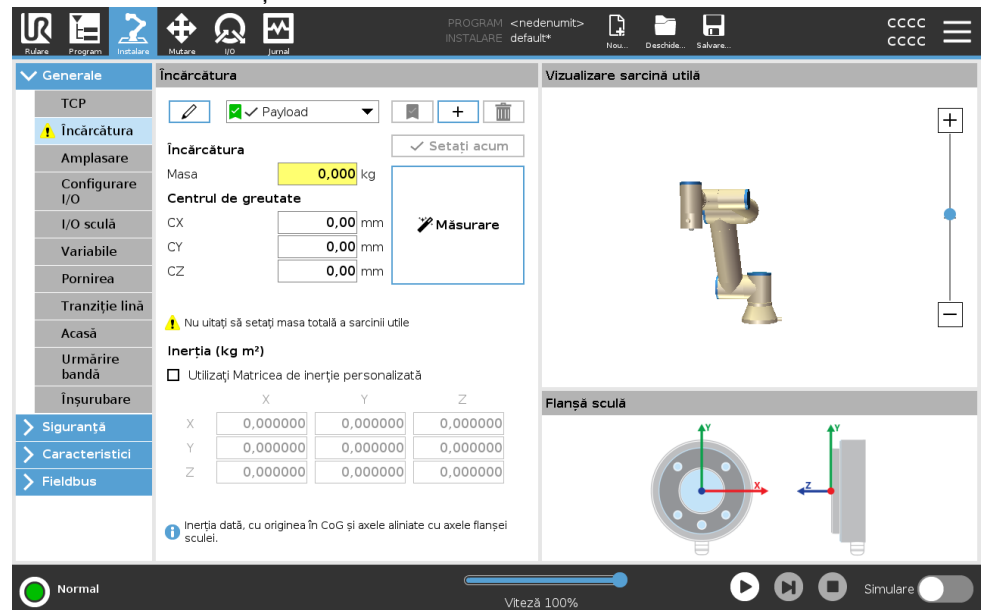 Rulare Program Instalare Mutare I/O Jurnal
PROGRAM <nedenumit>
INSTALARE default*
Nou... Deschide... Salvare...
CCCC
CCCC
Generale
TCP
Încărcătura
Amplasare
Configurare
I/O
I/O sculă
Variabile
Pornirea
Tranziție lină
Acasă
Urmărire
bandă
Înșurubare
Siguranță
Caracteristici
Fieldbus
Încărcătura
Payload
Încărcătura
Setați acum
Masa 0,000 kg
Centrul de greutate
CX 0,00 mm
CY 0,00 mm
CZ 0,00 mm
Măsurare
Nu uitați să setați masa totală a sarcinii utile
Inerția (kg m²)
Utilizați Matricea de inerție personalizată
X Y Z
X 0,000000 0,000000 0,000000
Y 0,000000 0,000000 0,000000
Z 0,000000 0,000000 0,000000
Inerția dată, cu originea în CoG și axele aliniate cu axele flanșei
sculei.
Vizualizare sarcină utilă
Flanșă sculă
Y
X
Y
Z
Normal
Viteză 100%
Simulare